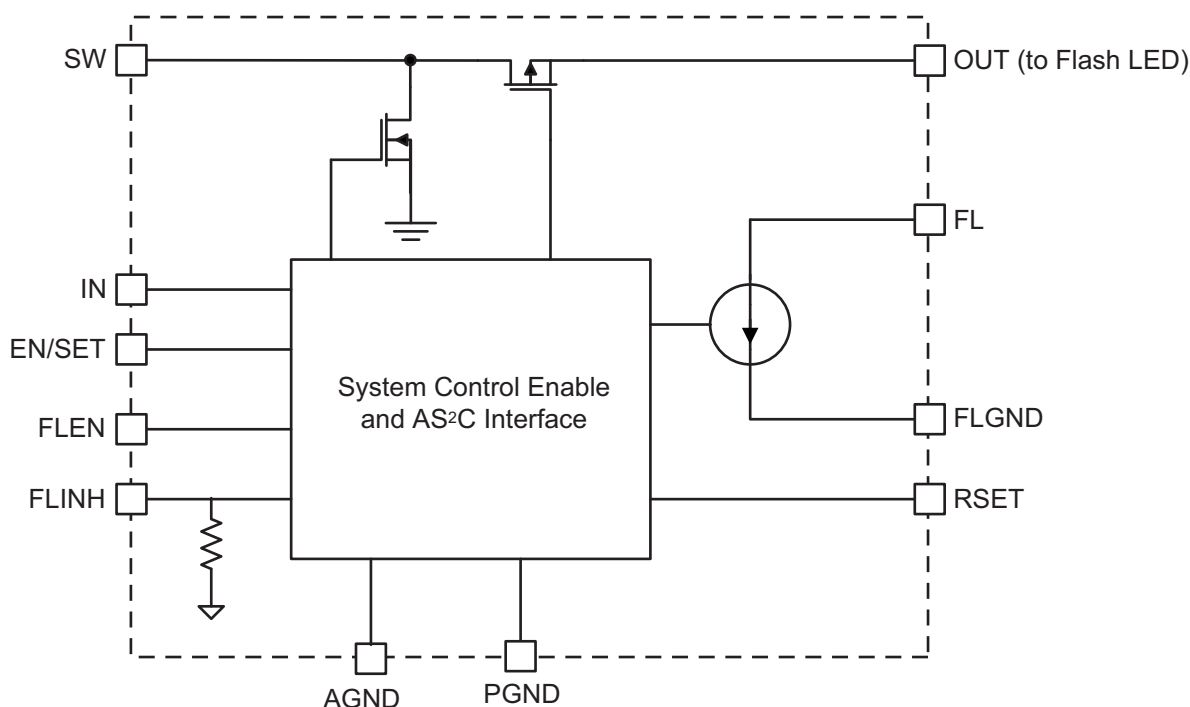 SW
OUT (to Flash LED)
FL
IN
EN/SET
System Control Enable
and AS²C Interface
FLEN
FLGND
FLINH
RSET
AGND
PGND